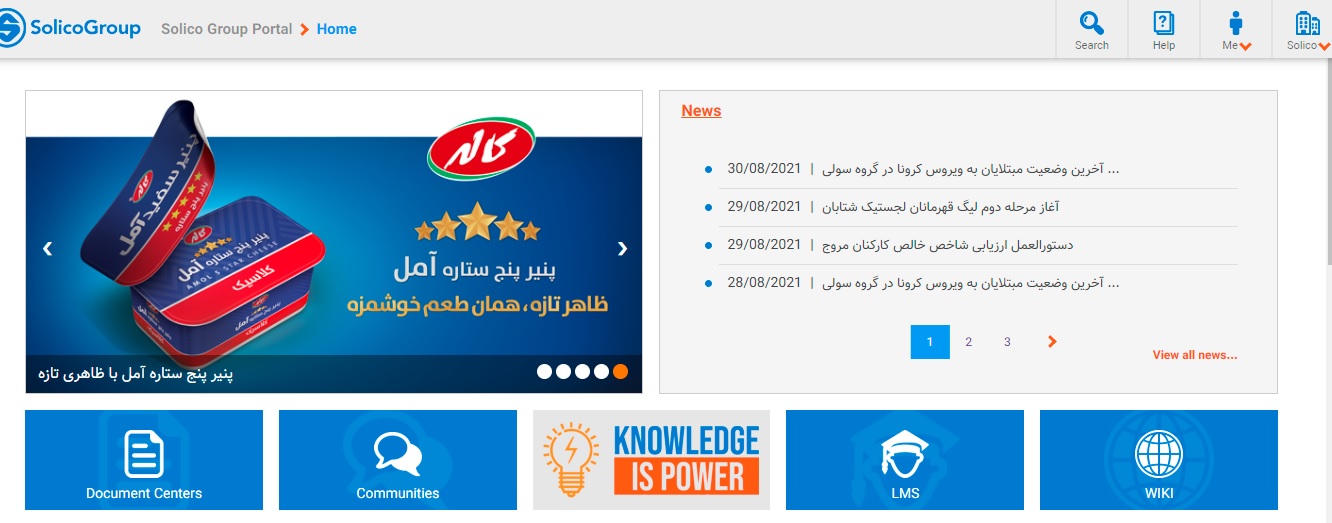 SolicoGroup
Solico Group Portal Home
Search
Help
Me
Solico
کاله
پنیر سفید آمل
کاله
پنیر پنج ستاره آمل
AMOL 5 STAR CHEESE
کلاسیک
پنیر پنج ستاره آمل
ظاهر تازه، همان طعم خوشمزه
پنیر پنج ستاره آمل با ظاهری تازه
News
30/08/2021 | آخرین وضعیت مبتلایان به ویروس کرونا در گروه سولی ...
29/08/2021 | آغاز مرحله دوم لیگ قهرمانان لجستیک شتابان
29/08/2021 | دستورالعمل ارزیابی شاخص خالص کارکنان مروج
28/08/2021 | آخرین وضعیت مبتلایان به ویروس کرونا در گروه سولی ...
1 2 3
View all news...
Document Centers
Communities
KNOWLEDGE
IS POWER
LMS
WIKI